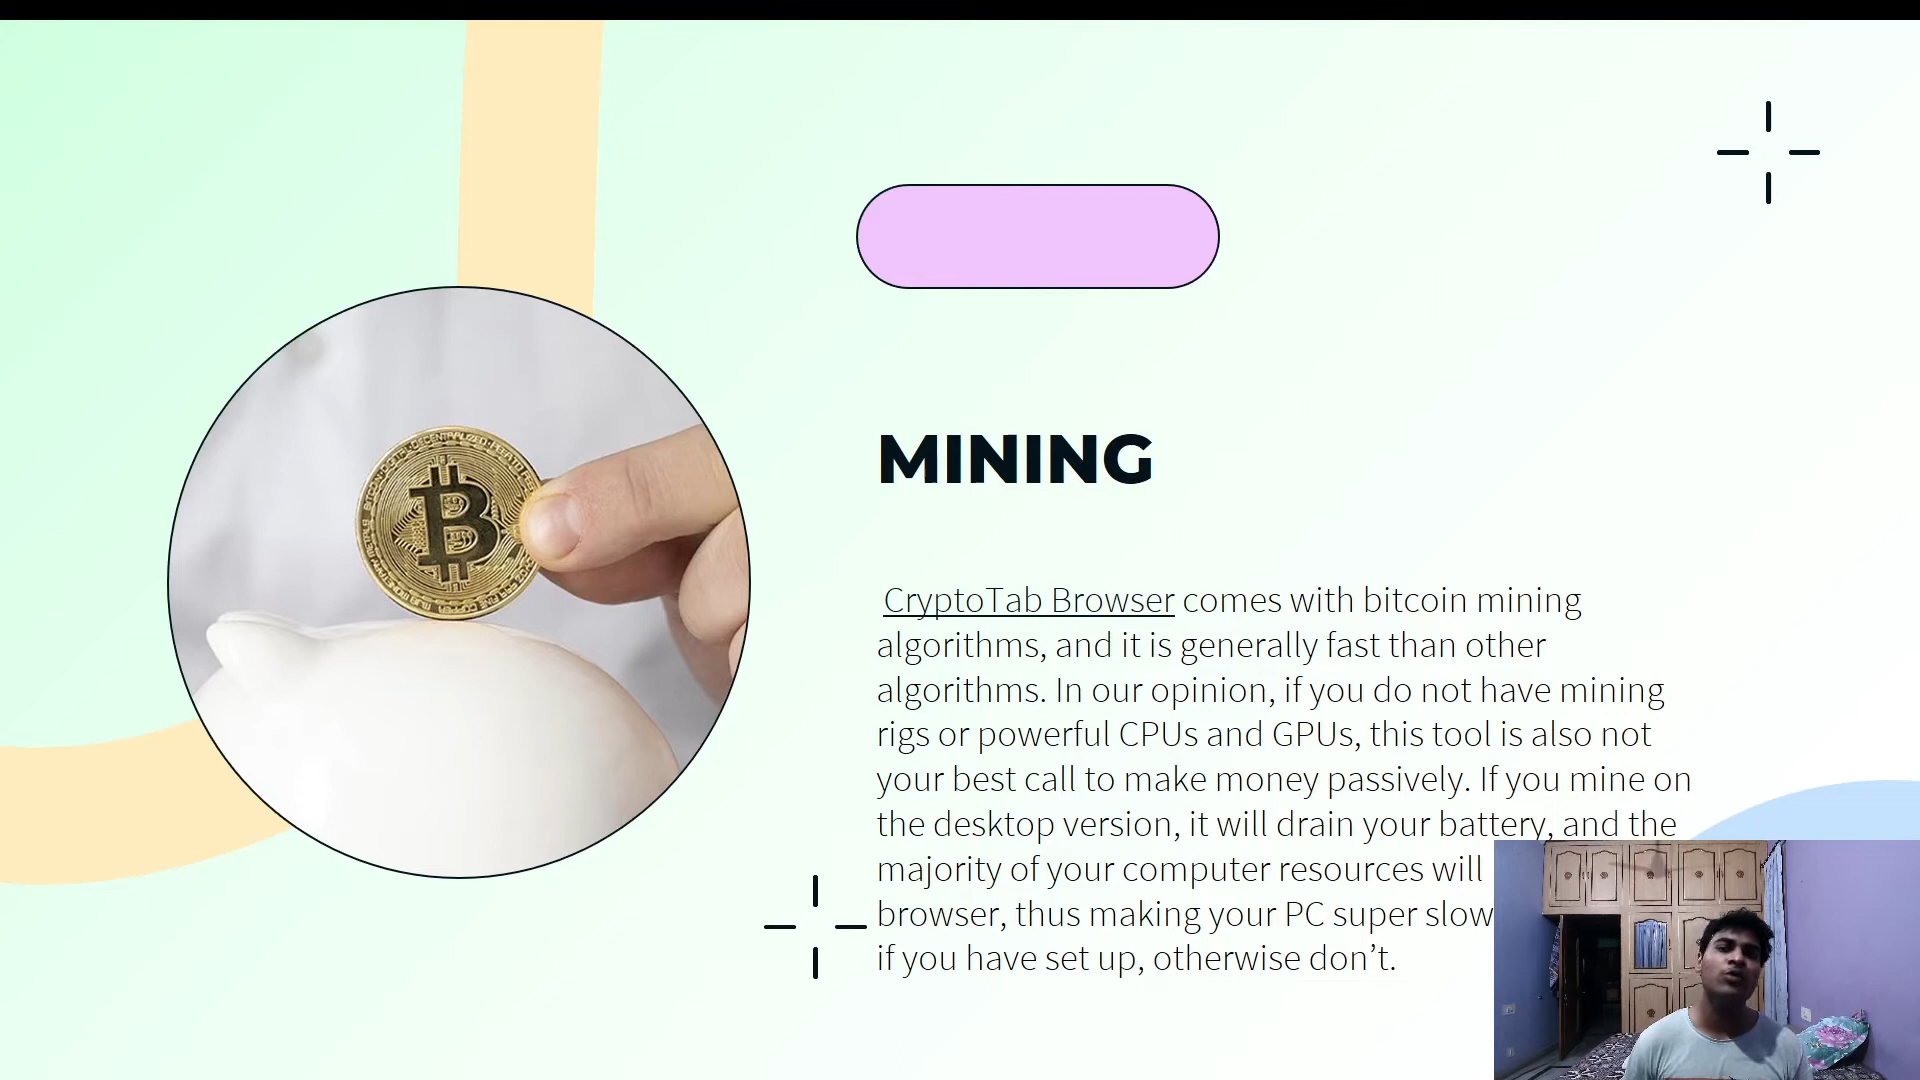 MINING
CryptoTab Browser comes with bitcoin mining
algorithms, and it is generally fast than other
algorithms. In our opinion, if you do not have mining
rigs or powerful CPUs and GPUs, this tool is also not
your best call to make money passively. If you mine on
the desktop version, it will drain your battery, and the
majority of your computer resources will
browser, thus making your PC super slow
if you have set up, otherwise don’t.